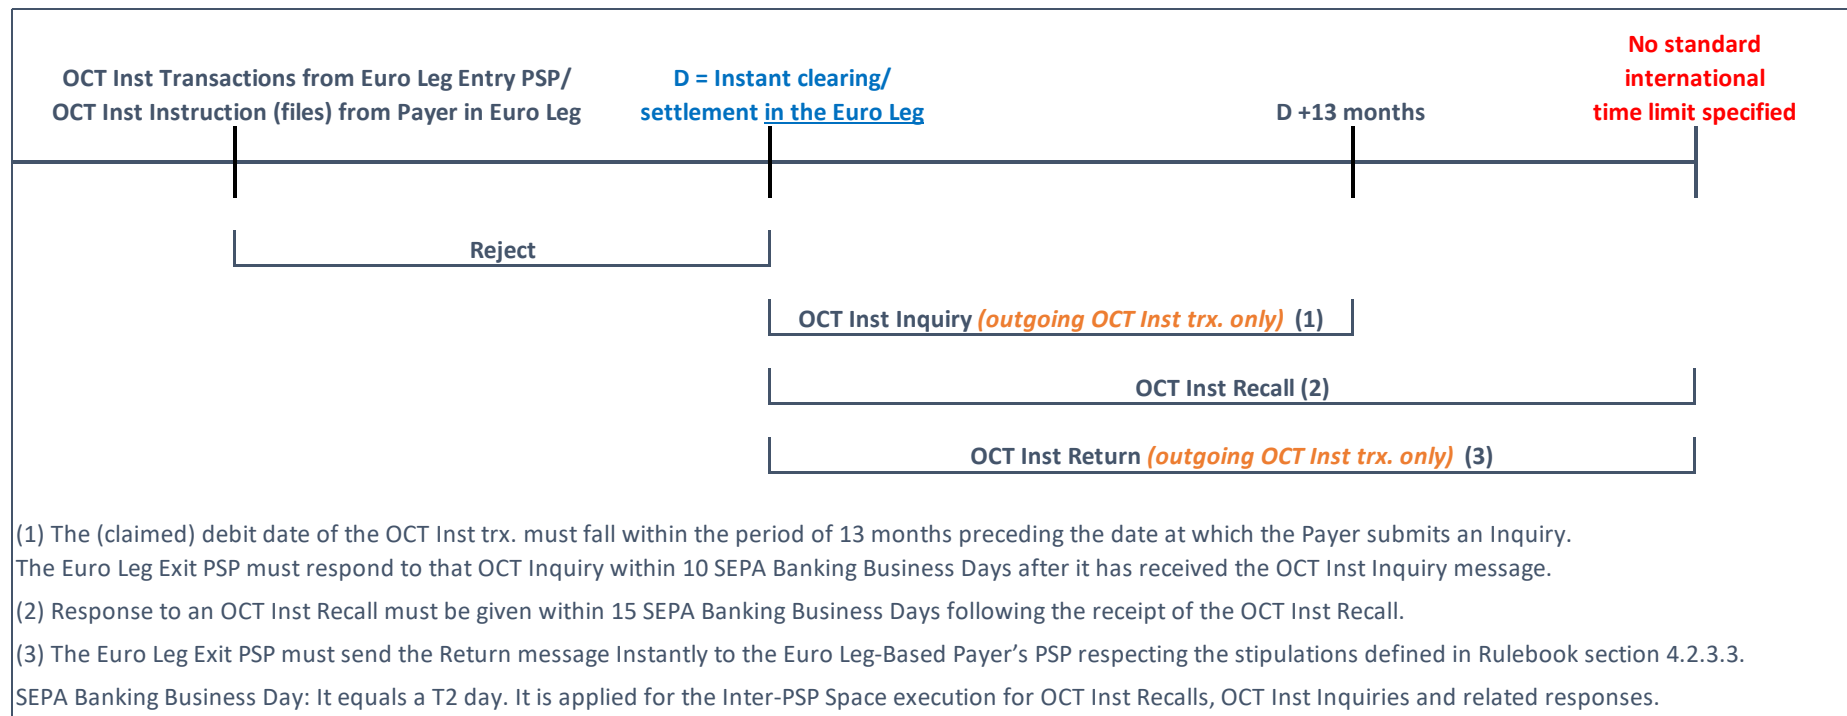 OCT Inst Transactions from Euro Leg Entry PSP/
OCT Inst Instruction (files) from Payer in Euro Leg
D = Instant clearing/
settlement in the Euro Leg
D +13 months
No standard
international
time limit specified
Reject
OCT Inst Inquiry (outgoing OCT Inst trx. only) (1)
OCT Inst Recall (2)
OCT Inst Return (outgoing OCT Inst trx. only) (3)
(1) The (claimed) debit date of the OCT Inst trx. must fall within the period of 13 months preceding the date at which the Payer submits an Inquiry.
The Euro Leg Exit PSP must respond to that OCT Inquiry within 10 SEPA Banking Business Days after it has received the OCT Inst Inquiry message.
(2) Response to an OCT Inst Recall must be given within 15 SEPA Banking Business Days following the receipt of the OCT Inst Recall.
(3) The Euro Leg Exit PSP must send the Return message Instantly to the Euro Leg-Based Payer’s PSP respecting the stipulations defined in Rulebook section 4.2.3.3.
SEPA Banking Business Day: It equals a T2 day. It is applied for the Inter-PSP Space execution for OCT Inst Recalls, OCT Inst Inquiries and related responses.